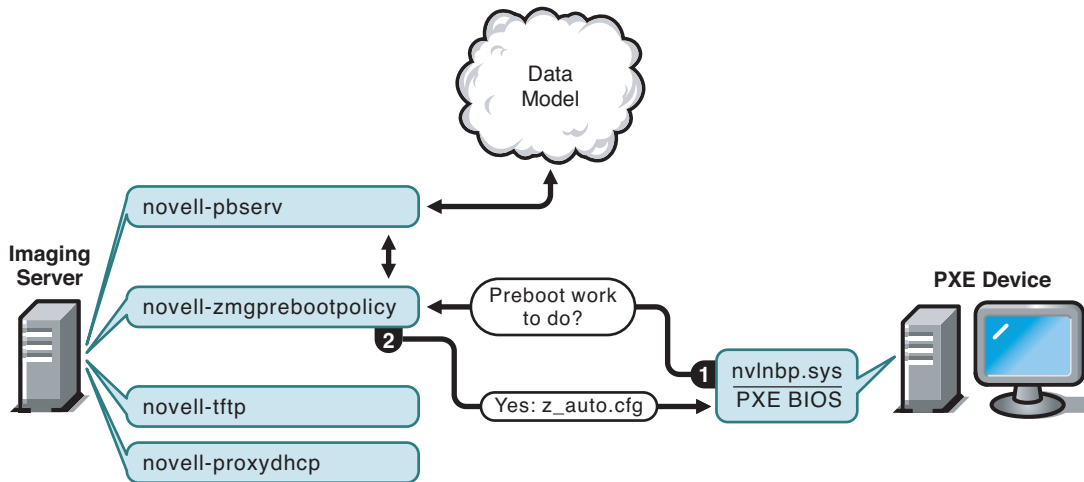 Data
Model
novell-pbserv
Imaging
Server
novell-zmgprebootpolicy
Preboot work
to do?
PXE Device
2
1
nvlnbp.sys
PXE BIOS
novell-tftp
Yes: z_auto.cfg
novell-proxydhcp